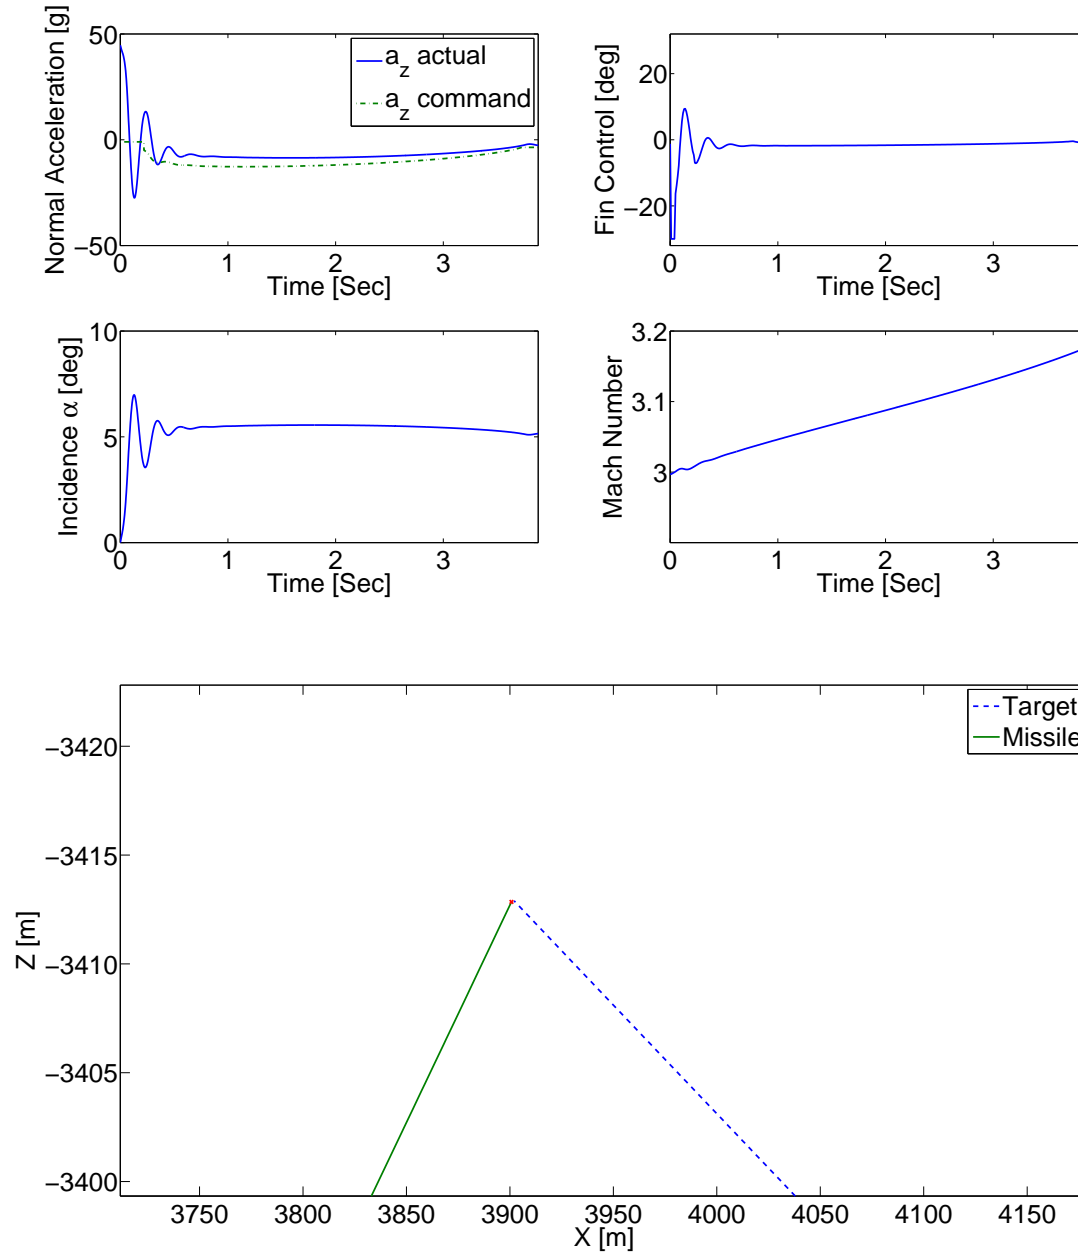 Normal Acceleration [g]
50
0
−50
a_z actual
a_z command
0 1 2 3
Time [Sec]
Fin Control [deg]
20
0
−20
0 1 2 3
Time [Sec]
Incidence α [deg]
10
5
0
0 1 2 3
Time [Sec]
Mach Number
3.2
3.1
3
0 1 2 3
Time [Sec]
Z [m]
−3420
−3415
−3410
−3405
−3400
Target
Missile
3750 3800 3850 3900 3950 4000 4050 4100 4150
X [m]